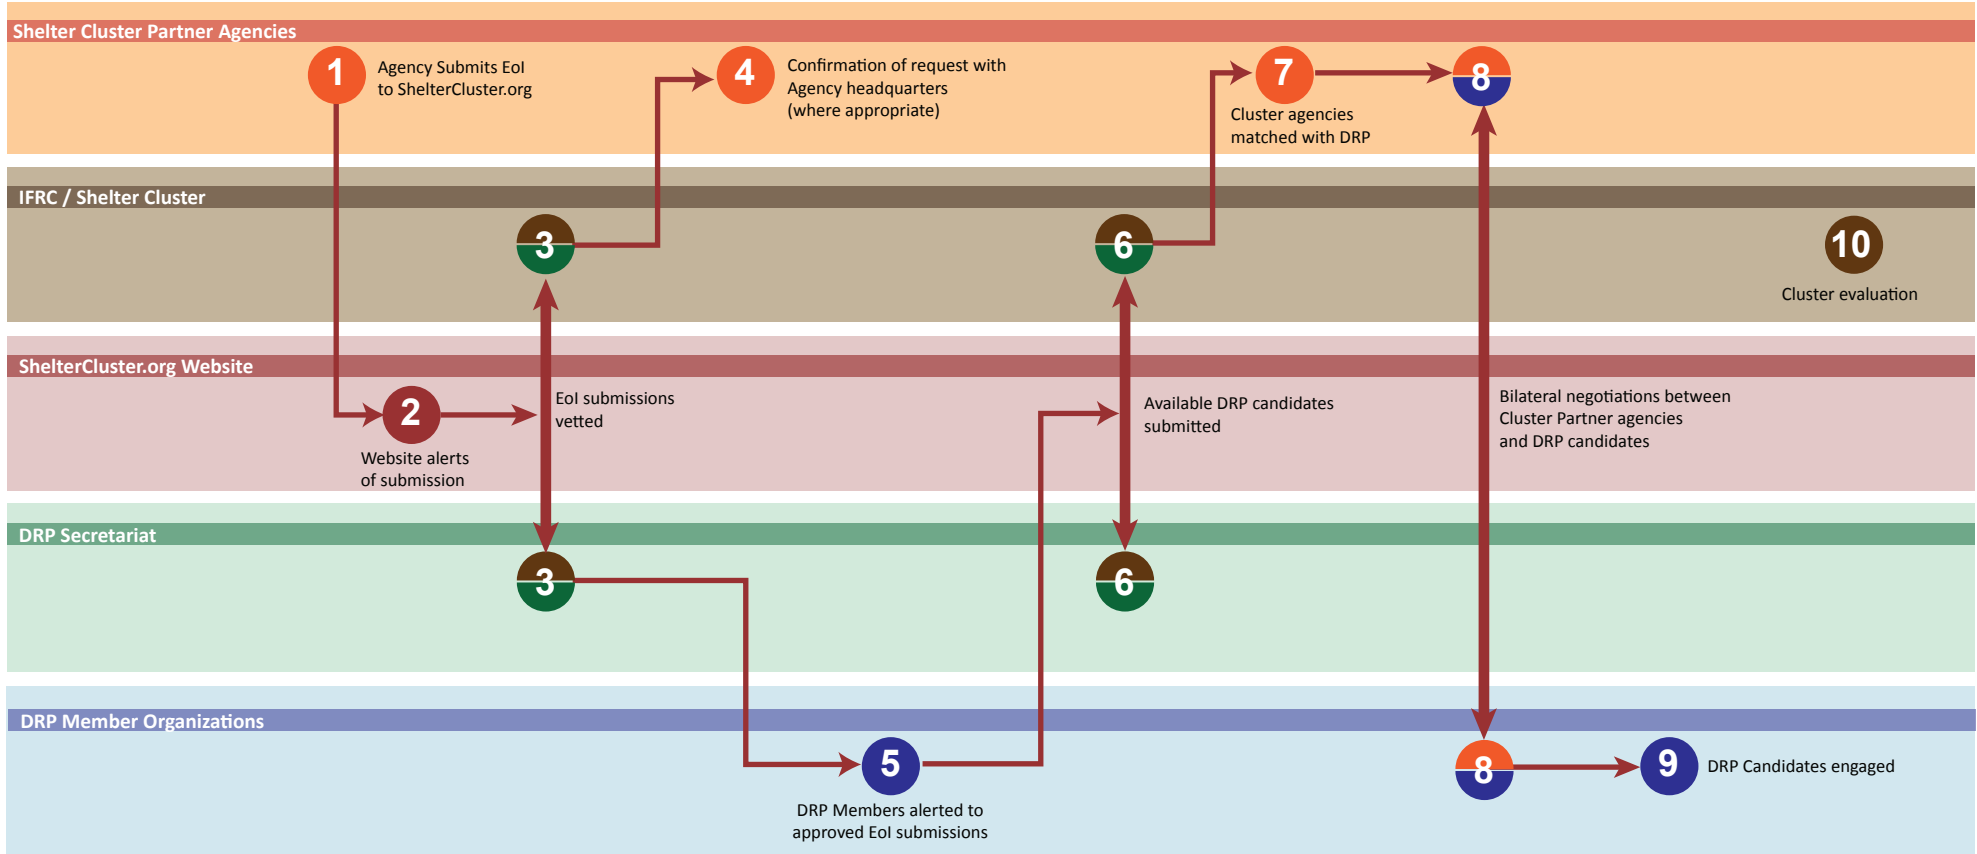 Shelter Cluster Partner Agencies
1
Agency Submits EoI
to ShelterCluster.org
4
Confirmation of request with
Agency headquarters
(where appropriate)
7
Cluster agencies
matched with DRP
8
IFRC / Shelter Cluster
3
6
10
Cluster evaluation
ShelterCluster.org Website
2
Website alerts
of submission
EoI submissions
vetted
Available DRP candidates
submitted
Bilateral negotiations between
Cluster Partner agencies
and DRP candidates
DRP Secretariat
3
6
DRP Member Organizations
5
DRP Members alerted to
approved EoI submissions
8
9
DRP Candidates engaged